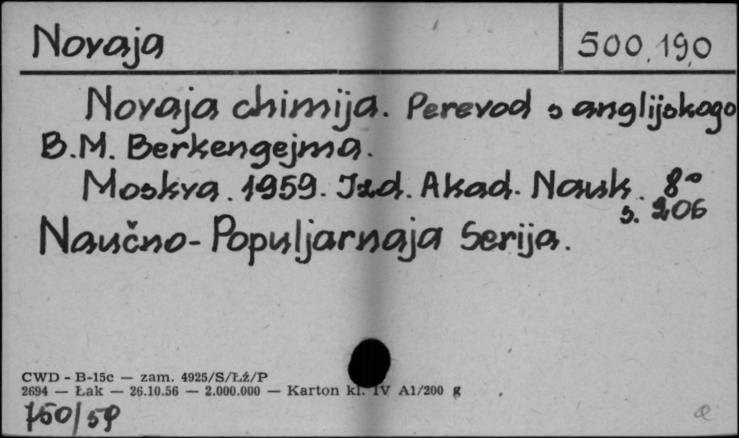 Novaja 500,190
Novaja chimija. Perevod s anglijskogo
B.M. Berkengejma.
Moskva. 1959. Izd. Akad. Nauk. 8°
s. 206
Naučno-Populjarnaja Serija.
CWD - B-15c — zam. 4925/S/Łż/P
2694 — Łak — 26.10.56 — 2.000.000 — Karton kl. IV A1/200 g
750/59